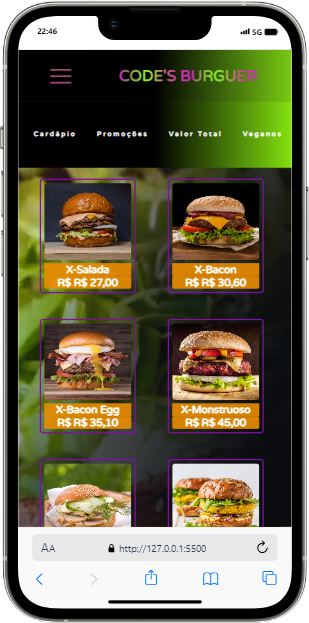 22:46
5G
CODE'S BURGUER
Cardápio Promoções Valor Total Veganos
X-Salada
R$ R$ 27,00
X-Bacon
R$ R$ 30,60
X-Bacon Egg
R$ R$ 35,10
X-Monstruoso
R$ R$ 45,00
AA http://127.0.0.1:5500